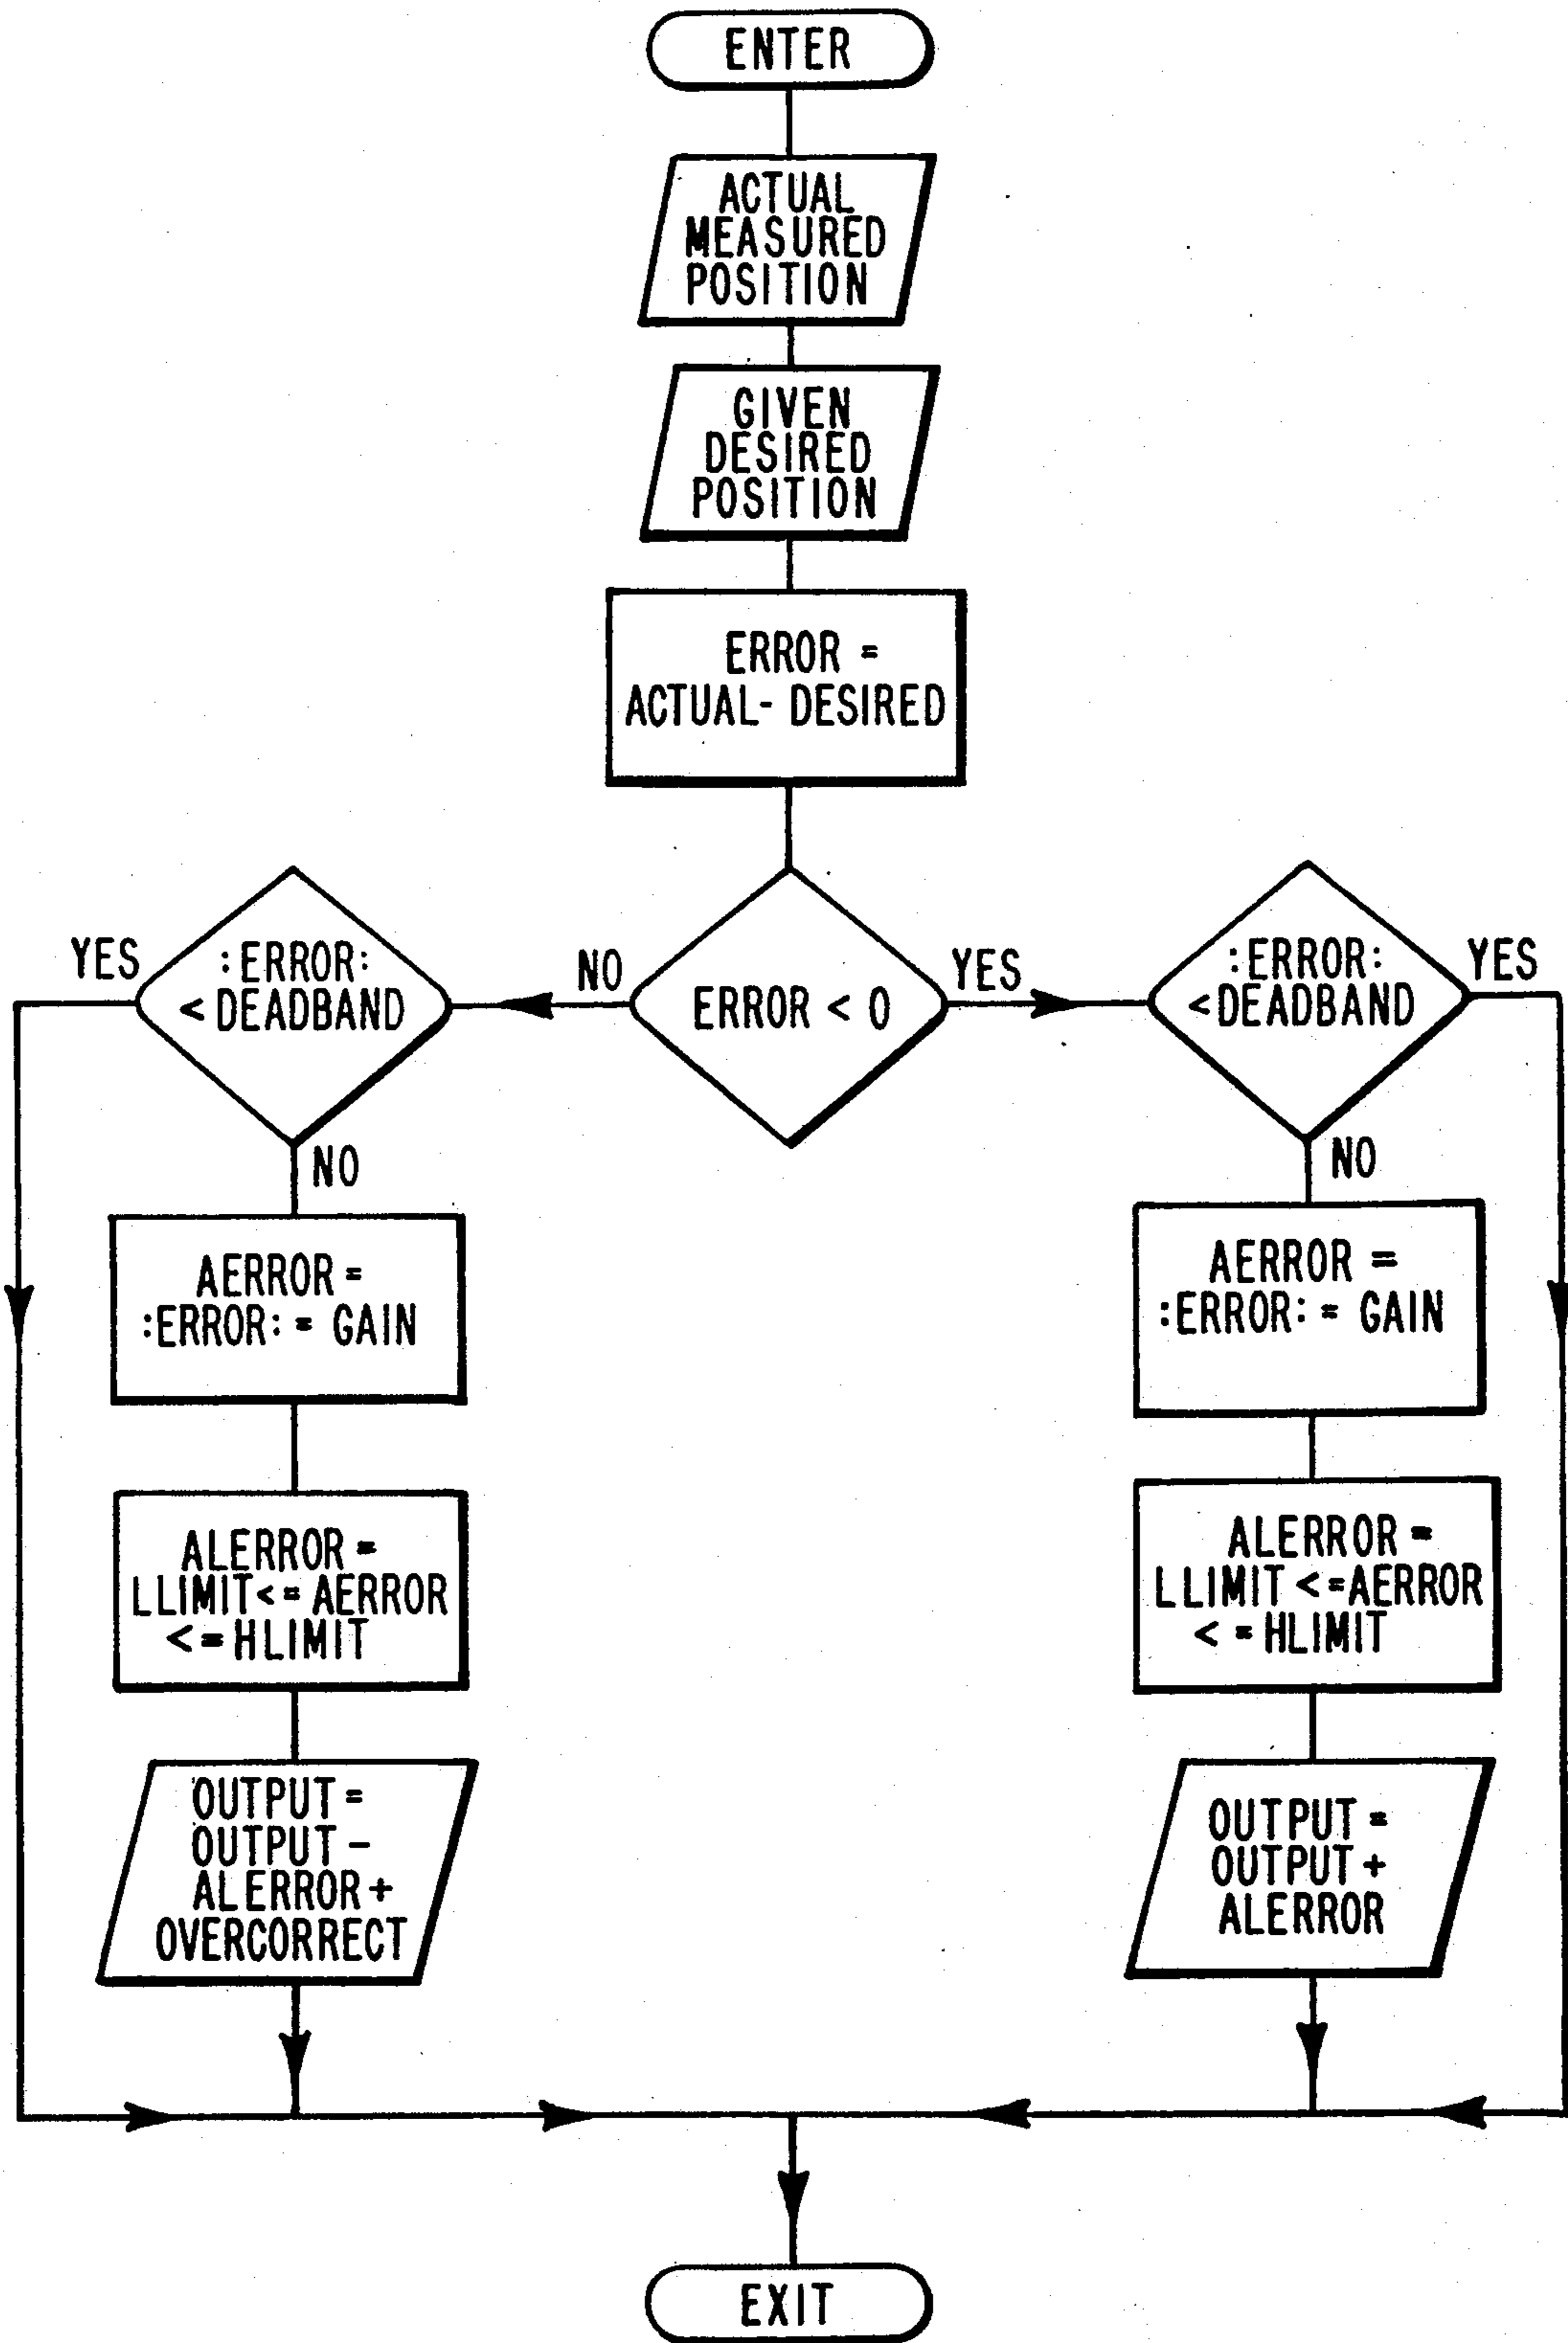 ENTER
ACTUAL
MEASURED
POSITION
GIVEN
DESIRED
POSITION
ERROR =
ACTUAL- DESIRED
YES
:ERROR:
< DEADBAND
NO
ERROR < 0
YES
:ERROR:
<DEADBAND
YES
NO
NO
AERROR =
:ERROR: = GAIN
AERROR =
:ERROR: = GAIN
ALERROR =
LLIMIT<=AERROR
<=HLIMIT
ALERROR =
LLIMIT <=AERROR
< = HLIMIT
OUTPUT =
OUTPUT -
ALERROR +
OVERCORRECT
OUTPUT =
OUTPUT +
ALERROR
EXIT